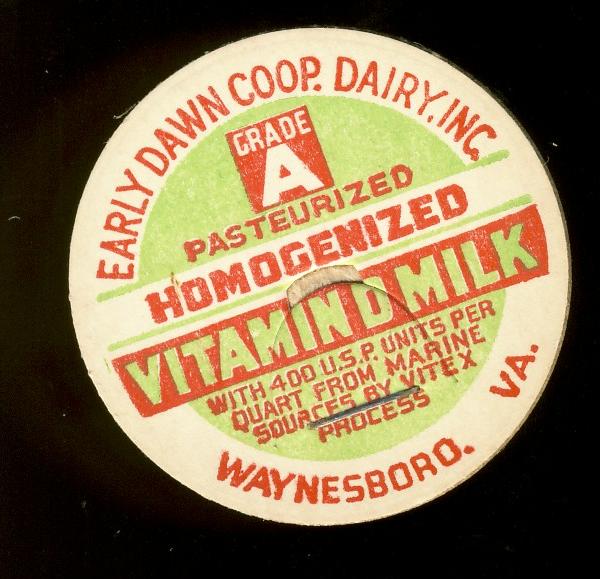 EARLY DAWN COOP. DAIRY, INC.
GRADE
A
PASTEURIZED
HOMOGENIZED
VITAMIN D MILK
WITH 400 U.S.P. UNITS PER
QUART FROM MARINE
SOURCES BY VITEX
PROCESS
WAYNESBORO. VA.